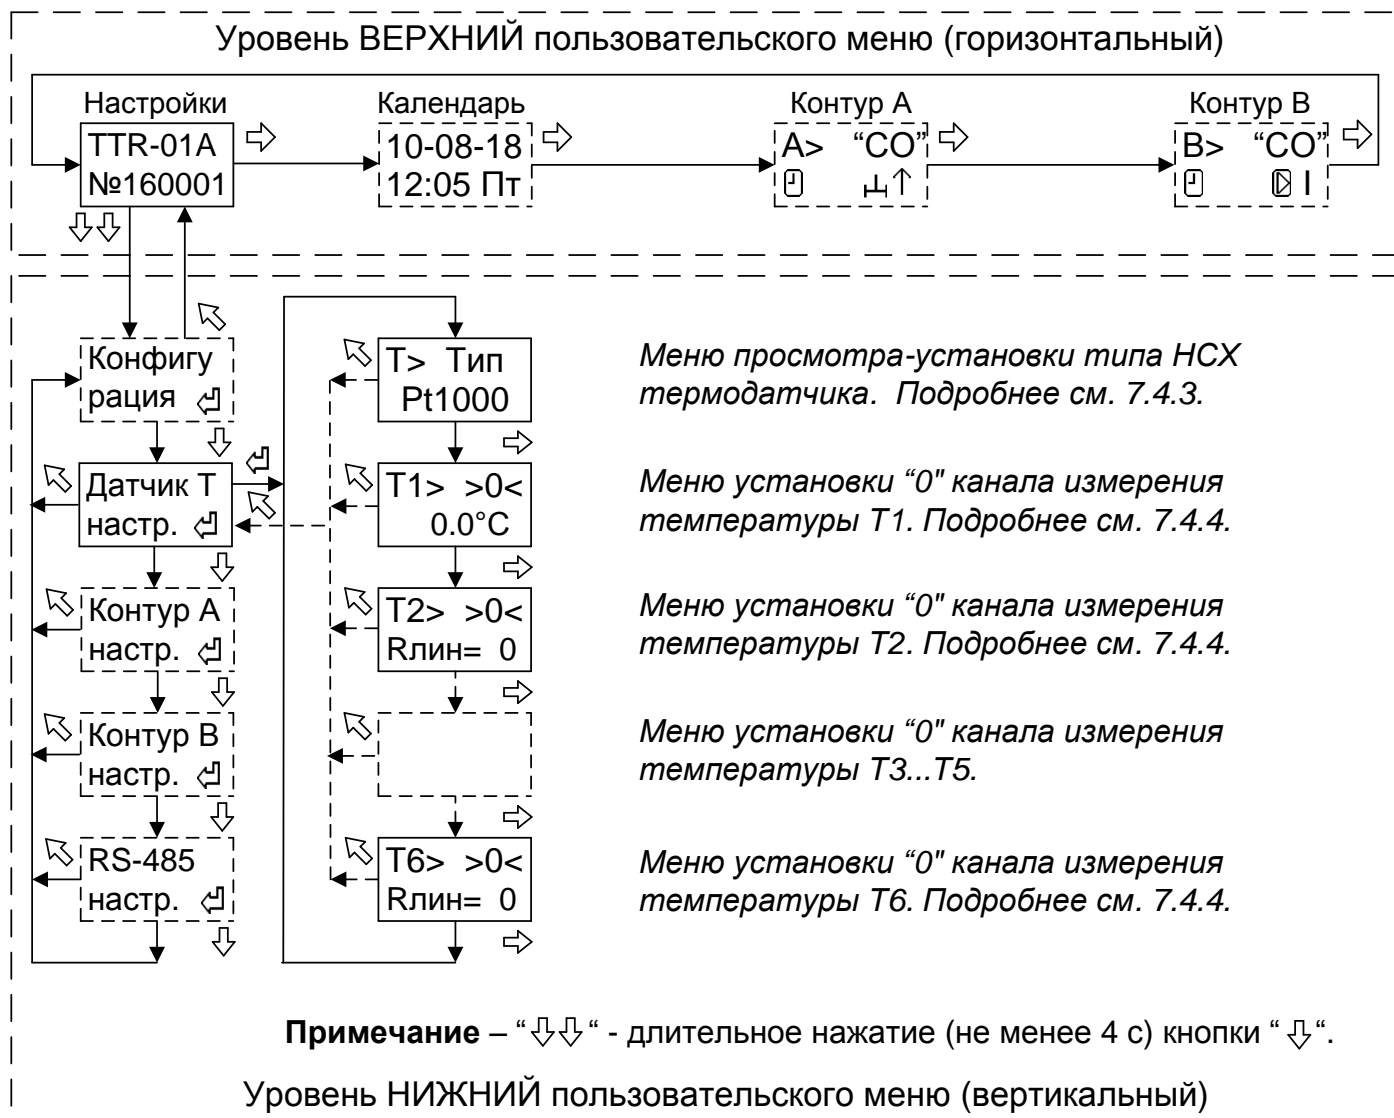 Уровень ВЕРХНИЙ пользовательского меню (горизонтальный)
Настройки
TTR-01A
№160001
Календарь
10-08-18
12:05 Пт
Контур А
А> “СО”
Контур В
В> “СО”
Конфигу
рация
Датчик Т
настр.
Контур А
настр.
Контур В
настр.
RS-485
настр.
Т> Тип
Pt1000
Т1> >0<
0.0°C
Т2> >0<
Rлин= 0
Т6> >0<
Rлин= 0
Меню просмотра-установки типа НСХ
термодатчика. Подробнее см. 7.4.3.
Меню установки “0" канала измерения
температуры Т1. Подробнее см. 7.4.4.
Меню установки “0" канала измерения
температуры Т2. Подробнее см. 7.4.4.
Меню установки “0" канала измерения
температуры Т3...Т5.
Меню установки “0" канала измерения
температуры Т6. Подробнее см. 7.4.4.
Примечание – “⇩⇩“ - длительное нажатие (не менее 4 с) кнопки “ ⇩“.
Уровень НИЖНИЙ пользовательского меню (вертикальный)